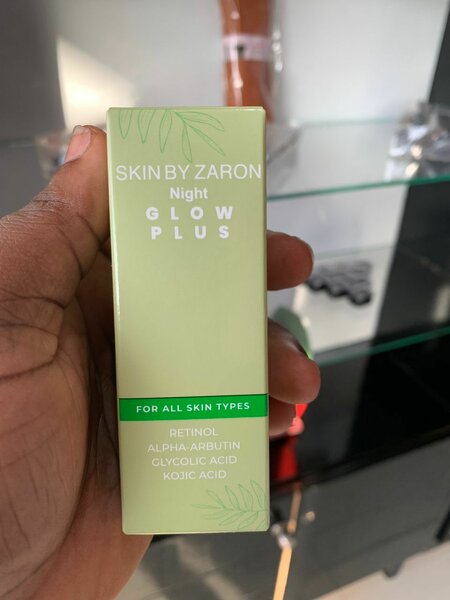 SKIN BY ZARON
Night
GLOW
PLUS
FOR ALL SKIN TYPES
RETINOL
ALPHA-ARBUTIN
GLYCOLIC ACID
KOJIC ACID